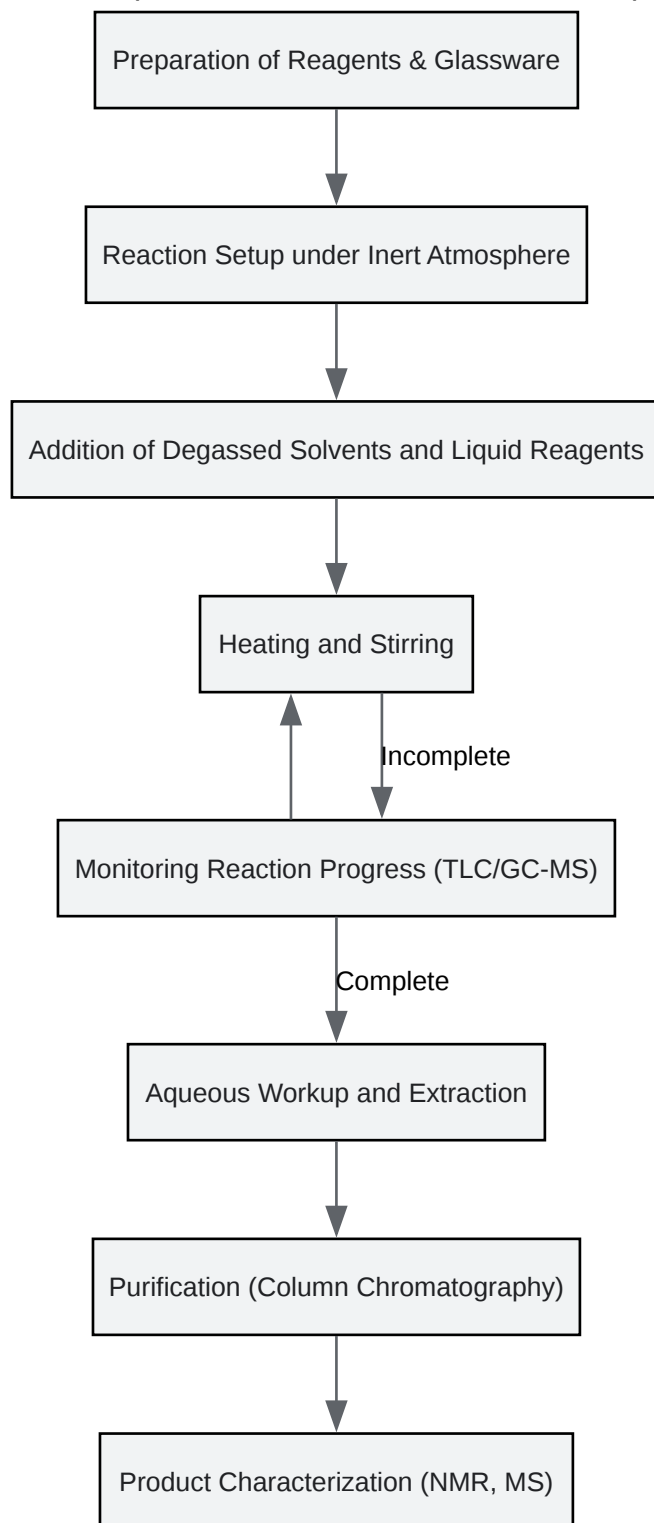 Preparation of Reagents & Glassware
Reaction Setup under Inert Atmosphere
Addition of Degassed Solvents and Liquid Reagents
Heating and Stirring
Incomplete
Monitoring Reaction Progress (TLC/GC-MS)
Complete
Aqueous Workup and Extraction
Purification (Column Chromatography)
Product Characterization (NMR, MS)